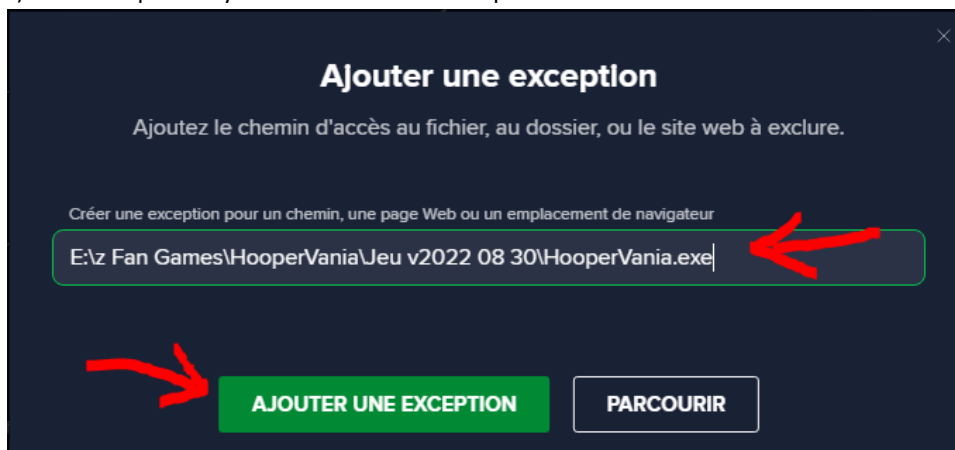 Ajouter une exception
Ajoutez le chemin d'accès au fichier, au dossier, ou le site web à exclure.
Créer une exception pour un chemin, une page Web ou un emplacement de navigateur
E:\z Fan Games\HooperVania\Jeu v2022 08 30\HooperVania.exe
AJOUTER UNE EXCEPTION
PARCOURIR